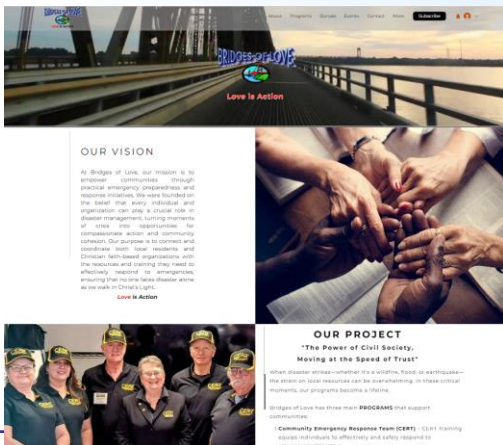 BRIDGES OF LOVE
About Programs Donate Events Contact More Subscribe
BRIDGES OF LOVE
Love is Action
OUR VISION
At Bridges of Love, our mission is to
empower communities through
practical emergency preparedness and
response initiatives. We were founded on
the belief that every individual and
organization can play a crucial role in
disaster management, turning moments
of crisis into opportunities for
compassionate action and community
cohesion. Our purpose is to connect and
coordinate both local residents and
Christian faith-based organizations with
the resources and training they need to
effectively respond to emergencies,
ensuring that no one faces disaster alone
as we walk in Christ's Light.
Love is Action
OUR PROJECT
"The Power of Civil Society,
Moving at the Speed of Trust"
When disaster strikes—whether it's a wildfire, flood, or earthquake—
the strain on local resources can be overwhelming. In these critical
moments, our programs become a lifeline.
Bridges of Love has three main PROGRAMS that support
communities:
Community Emergency Response Team (CERT) - CERT training
equips individuals to effectively and safely respond to